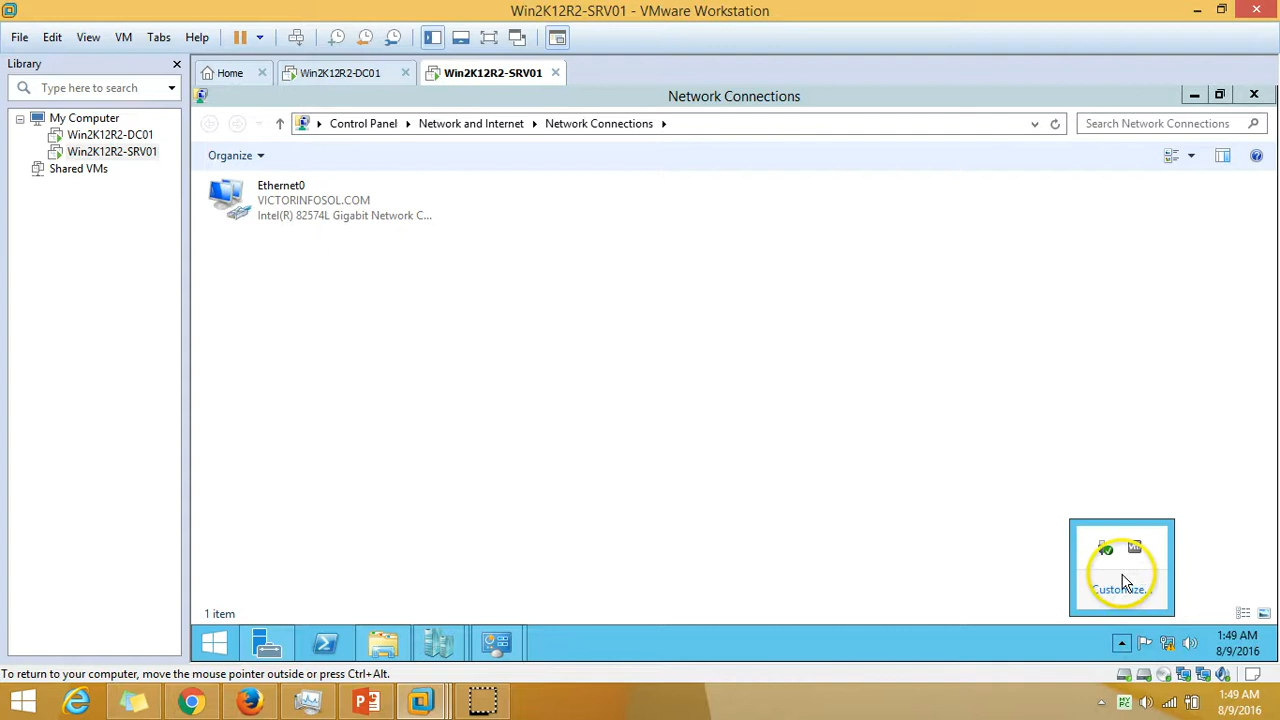 Win2K12R2-SRV01 - VMware Workstation
File Edit View VM Tabs Help
Library
Type here to search
My Computer
Win2K12R2-DC01
Win2K12R2-SRV01
Shared VMs
Home Win2K12R2-DC01 Win2K12R2-SRV01
Network Connections
Control Panel Network and Internet Network Connections
Search Network Connections
Organize
Ethernet0
VICTORINFOSOL.COM
Intel(R) 82574L Gigabit Network C...
Customize...
1 item
1:49 AM
8/9/2016
To return to your computer, move the mouse pointer outside or press Ctrl+Alt.
1:49 AM
8/9/2016